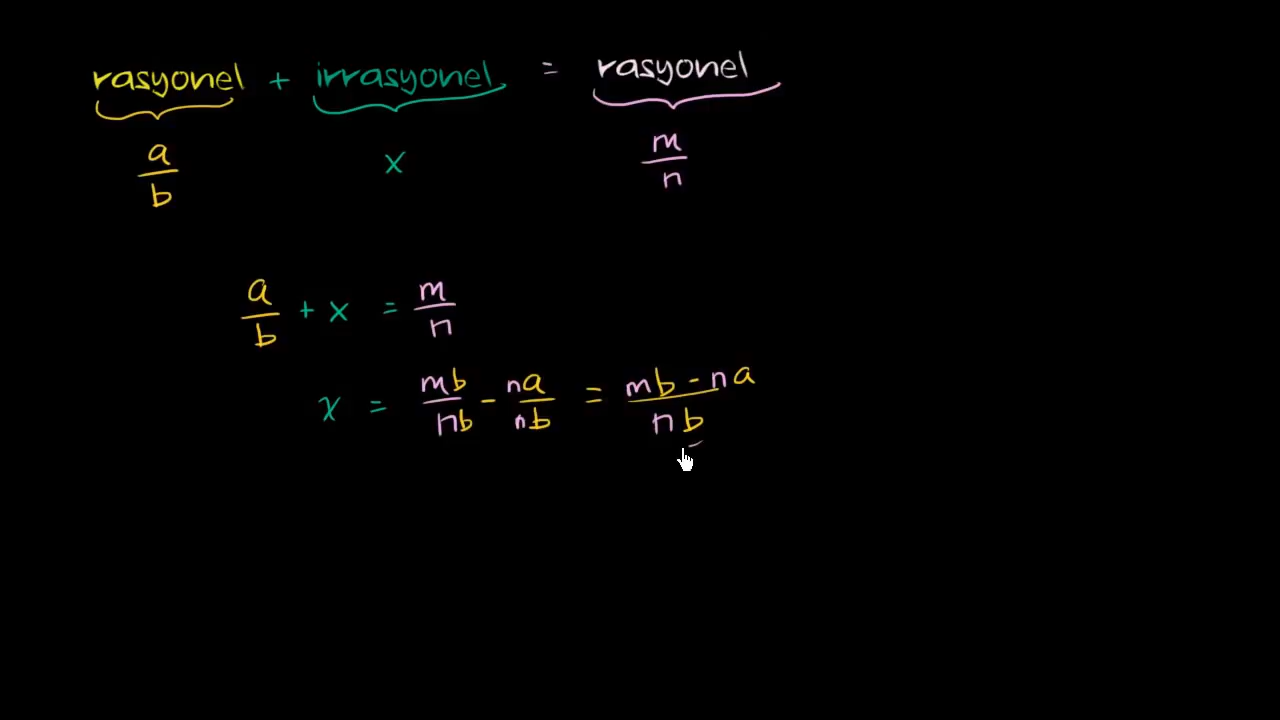 rasyonel + irrasyonel = rasyonel
a/b x m/n
a/b + x = m/n
x = mb/nb - na/nb = mb - na/nb